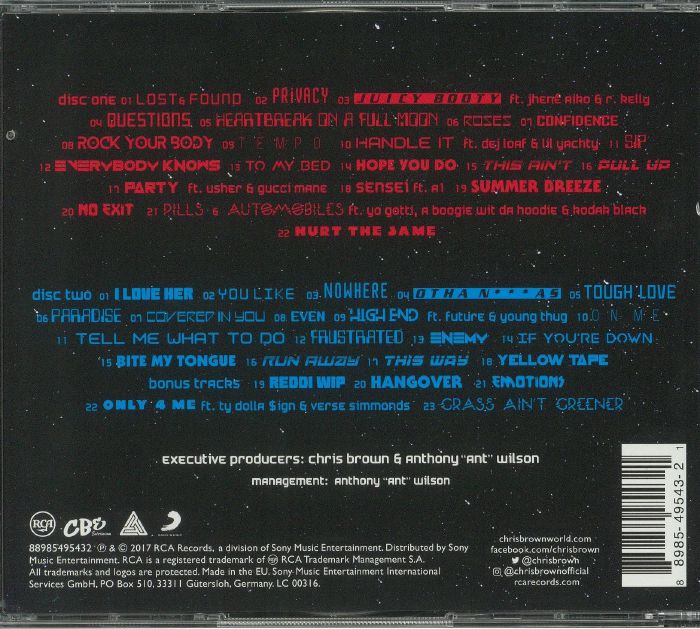 disc one 01 LOST & FOUND 02 PRIVACY 03 JUICY BOOTY ft. jhene aiko & r. kelly
04 QUESTIONS 05 HEARTBREAK ON A FULL MOON 06 ROSES 07 CONFIDENCE
08 ROCK YOUR BODY 09 TEMPO 10 HANDLE IT ft. dej loaf & lil yachty 11 SIP
12 EVERYBODY KNOWS 13 TO MY BED 14 HOPE YOU DO 15 THIS AIN'T 16 PULL UP
17 PARTY ft. usher & gucci mane 18 SENSEI ft. a1 19 SUMMER BREEZE
20 NO EXIT 21 PILLS & AUTOMOBILES ft. yo gotti, a boogie wit da hoodie & kodak black
22 HURT THE SAME
disc two 01 I LOVE HER 02 YOU LIKE 03 NOWHERE 04 OTHA N****AS 05 TOUGH LOVE
06 PARADISE 07 COVERED IN YOU 08 EVEN 09 HIGH END ft. future & young thug 10 ON ME
11 TELL ME WHAT TO DO 12 FRUSTRATED 13 ENEMY 14 IF YOU'RE DOWN
15 BITE MY TONGUE 16 RUN AWAY 17 THIS WAY 18 YELLOW TAPE
bonus tracks 19 REDDI WIP 20 HANGOVER 21 EMOTIONS
22 ONLY 4 ME ft. ty dolla $ign & verse simmonds 23 GRASS AIN'T GREENER
executive producers: chris brown & anthony "ant" wilson
management: anthony "ant" wilson
RCA CBE
88985495432 ℗ & © 2017 RCA Records, a division of Sony Music Entertainment. Distributed by Sony
Music Entertainment. RCA is a registered trademark of RCA Trademark Management S.A.
All trademarks and logos are protected. Made in the EU. Sony Music Entertainment International
Services GmbH, PO Box 510, 33311 Gütersloh, Germany. LC 00316.
chrisbrownworld.com
facebook.com/chrisbrown
@chrisbrown
@chrisbrownofficial
rcarecords.com
8 8985-49543-2 1